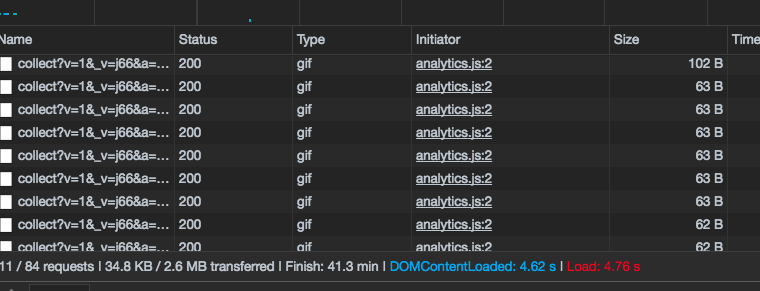 Name Status Type Initiator Size Time
collect?v=1&_v=j66&a=... 200 gif analytics.js:2 102 B
collect?v=1&_v=j66&a=... 200 gif analytics.js:2 63 B
collect?v=1&_v=j66&a=... 200 gif analytics.js:2 63 B
collect?v=1&_v=j66&a=... 200 gif analytics.js:2 63 B
collect?v=1&_v=j66&a=... 200 gif analytics.js:2 63 B
collect?v=1&_v=j66&a=... 200 gif analytics.js:2 63 B
collect?v=1&_v=j66&a=... 200 gif analytics.js:2 63 B
collect?v=1&_v=j66&a=... 200 gif analytics.js:2 62 B
collect?v=1&_v=j66&a=... 200 gif analytics.js:2 62 B
11 / 84 requests | 34.8 KB / 2.6 MB transferred | Finish: 41.3 min | DOMContentLoaded: 4.62 s | Load: 4.76 s